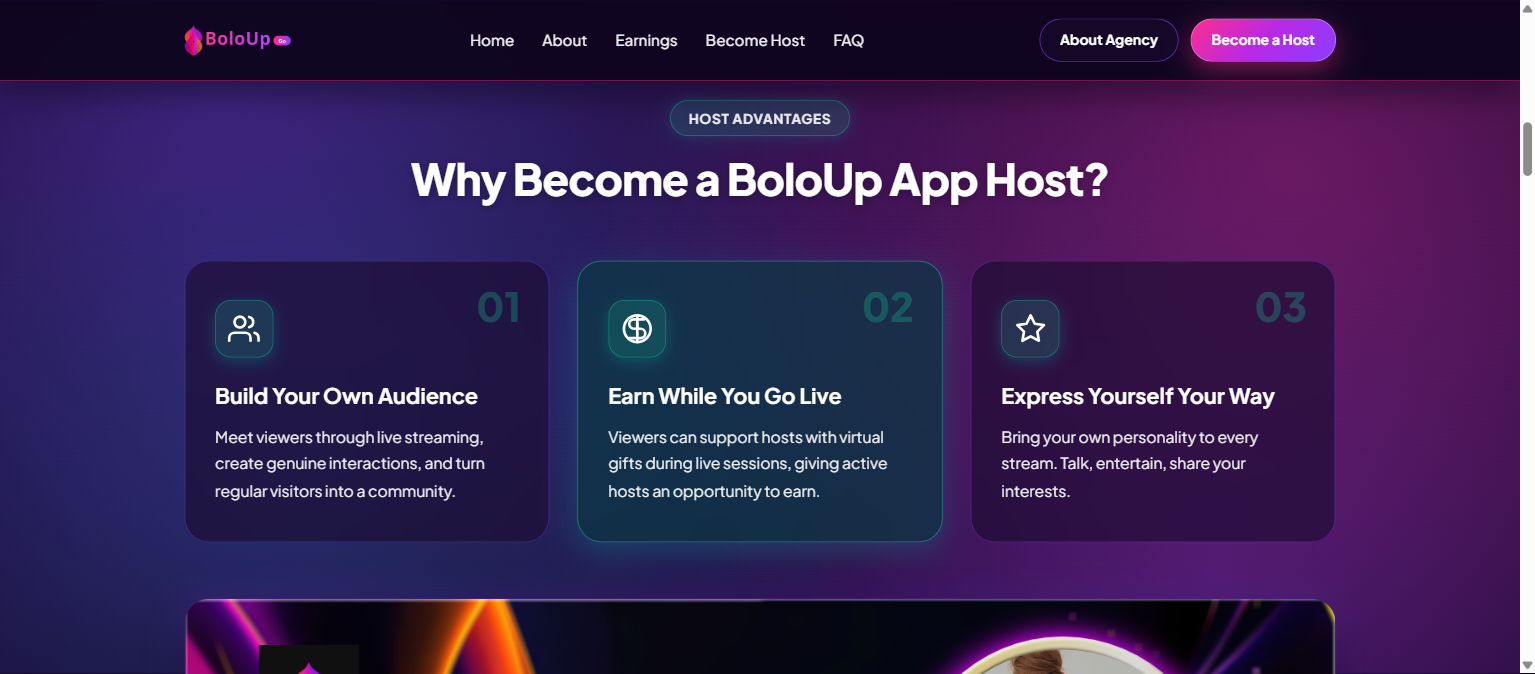 BoloUp Go
Home
About
Earnings
Become Host
FAQ
About Agency
Become a Host
HOST ADVANTAGES
Why Become a BoloUp App Host?
01
Build Your Own Audience
Meet viewers through live streaming,
create genuine interactions, and turn
regular visitors into a community.
02
Earn While You Go Live
Viewers can support hosts with virtual
gifts during live sessions, giving active
hosts an opportunity to earn.
03
Express Yourself Your Way
Bring your own personality to every
stream. Talk, entertain, share your
interests.